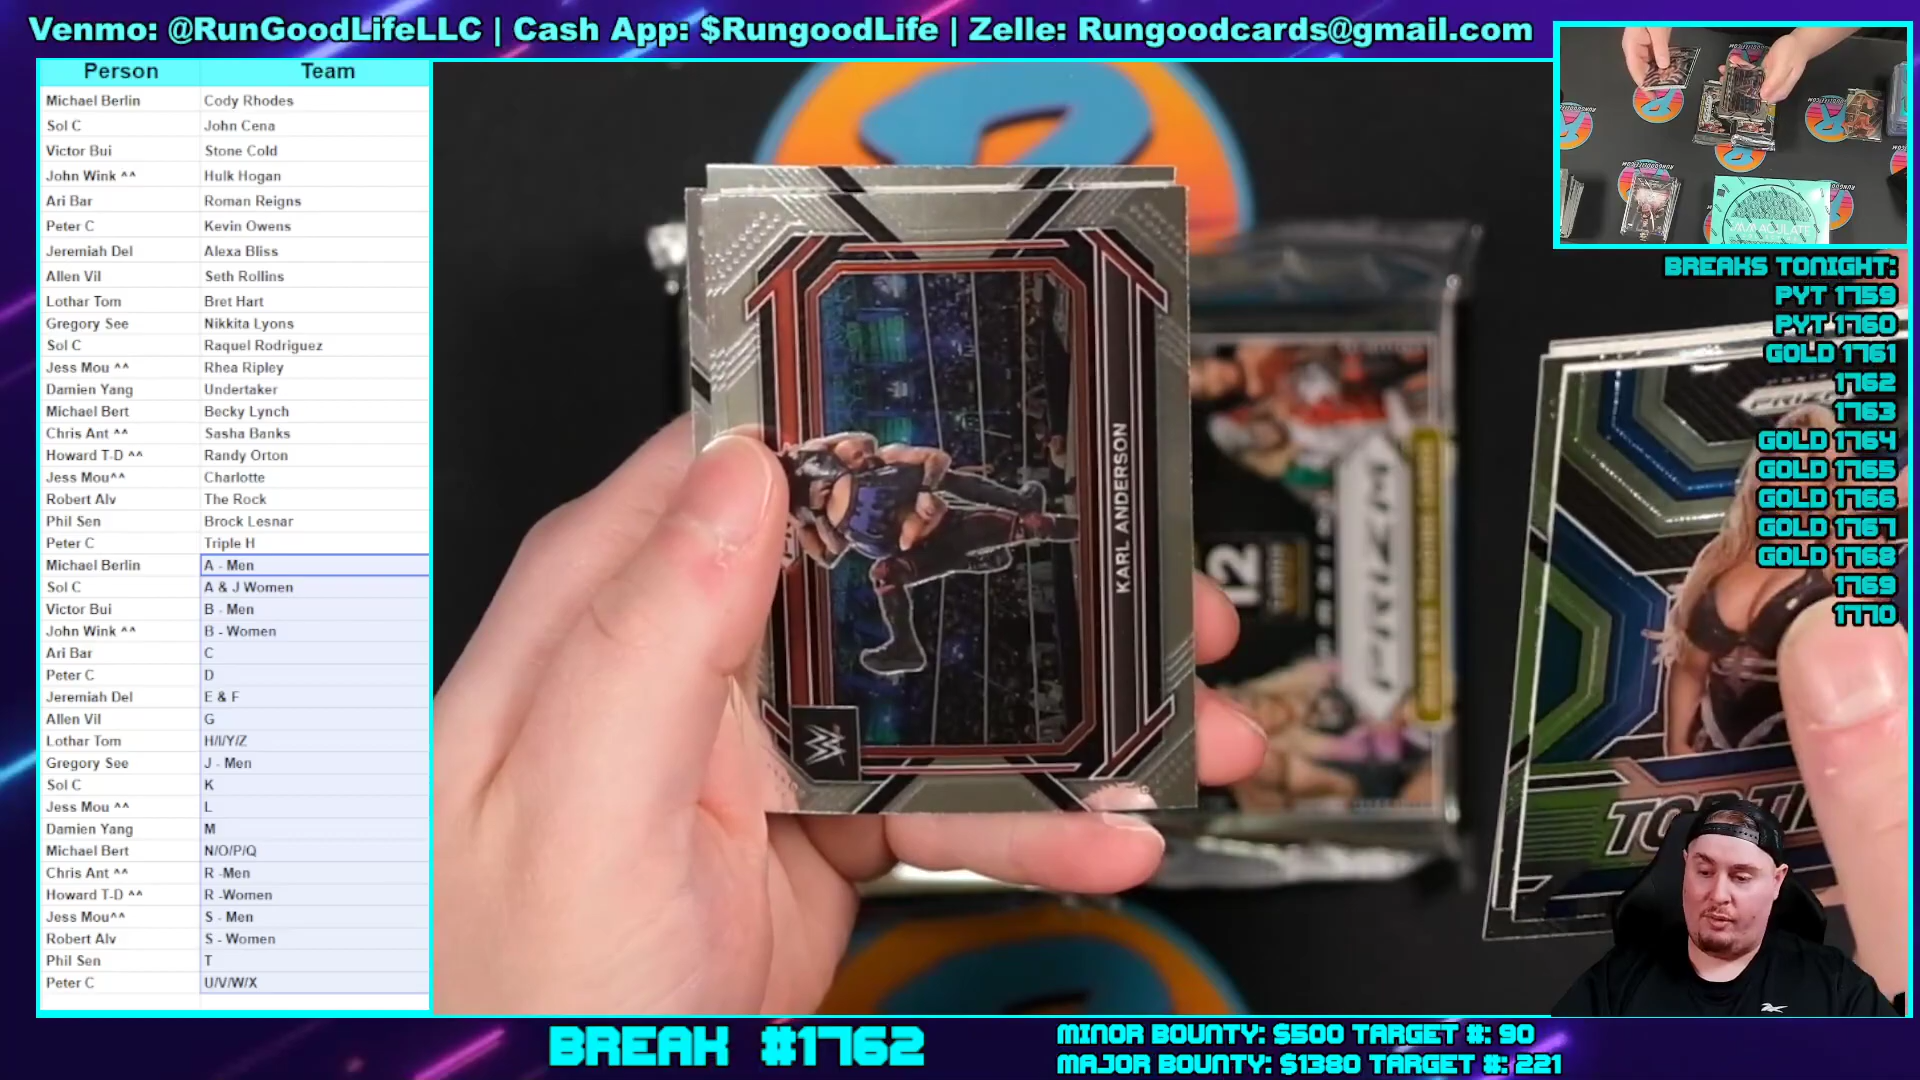 Venmo: @RunGoodLifeLLC | Cash App: $RungoodLife | Zelle: Rungoodcards@gmail.com
Person Team
Michael Berlin Cody Rhodes
Sol C John Cena
Victor Bui Stone Cold
John Wink ^^ Hulk Hogan
Ari Bar Roman Reigns
Peter C Kevin Owens
Jeremiah Del Alexa Bliss
Allen Vil Seth Rollins
Lothar Tom Bret Hart
Gregory See Nikkita Lyons
Sol C Raquel Rodriguez
Jess Mou ^^ Rhea Ripley
Damien Yang Undertaker
Michael Bert Becky Lynch
Chris Ant ^^ Sasha Banks
Howard T-D ^^ Randy Orton
Jess Mou^^ Charlotte
Robert Alv The Rock
Phil Sen Brock Lesnar
Peter C Triple H
Michael Berlin A - Men
Sol C A & J Women
Victor Bui B - Men
John Wink ^^ B - Women
Ari Bar C
Peter C D
Jeremiah Del E & F
Allen Vil G
Lothar Tom H/I/Y/Z
Gregory See J - Men
Sol C K
Jess Mou ^^ L
Damien Yang M
Michael Bert N/O/P/Q
Chris Ant ^^ R -Men
Howard T-D ^^ R -Women
Jess Mou^^ S - Men
Robert Alv S - Women
Phil Sen T
Peter C U/V/W/X
KARL ANDERSON
12
PRIZM
PRIZM
IMMACULATE
BREAKS TONIGHT:
PYT 1759
PYT 1760
GOLD 1761
1762
1763
GOLD 1764
GOLD 1765
GOLD 1766
GOLD 1767
GOLD 1768
1769
1770
BREAK #1762
MINOR BOUNTY: $500 TARGET #: 90
MAJOR BOUNTY: $1380 TARGET #: 221